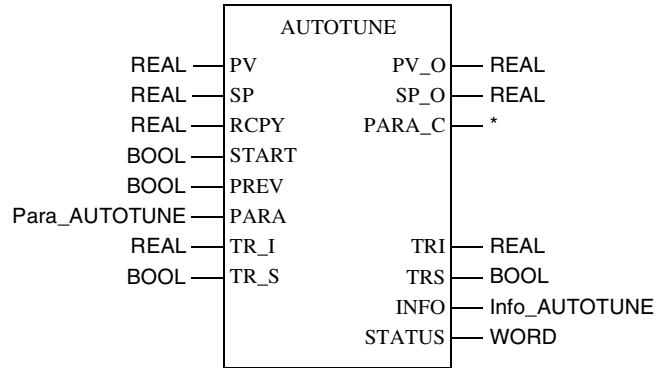 AUTOTUNE
REAL PV PV_O REAL
REAL SP SP_O REAL
REAL RCPY PARA_C *
BOOL START
BOOL PREV
Para_AUTOTUNE PARA
REAL TR_I TRI REAL
BOOL TR_S TRS BOOL
INFO Info_AUTOTUNE
STATUS WORD